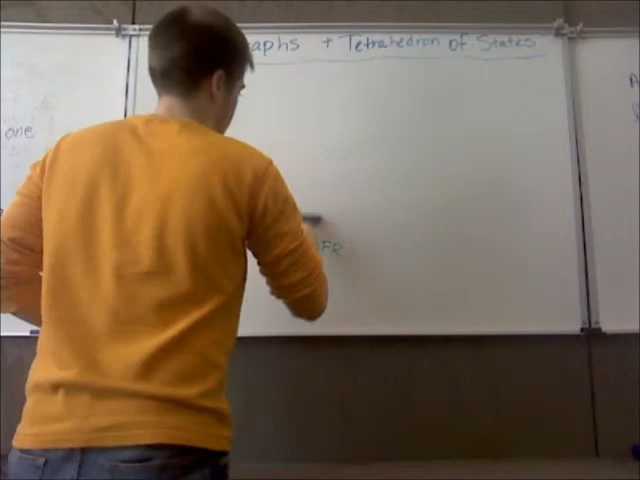 aphs + Tetrahedron of States
one
FR